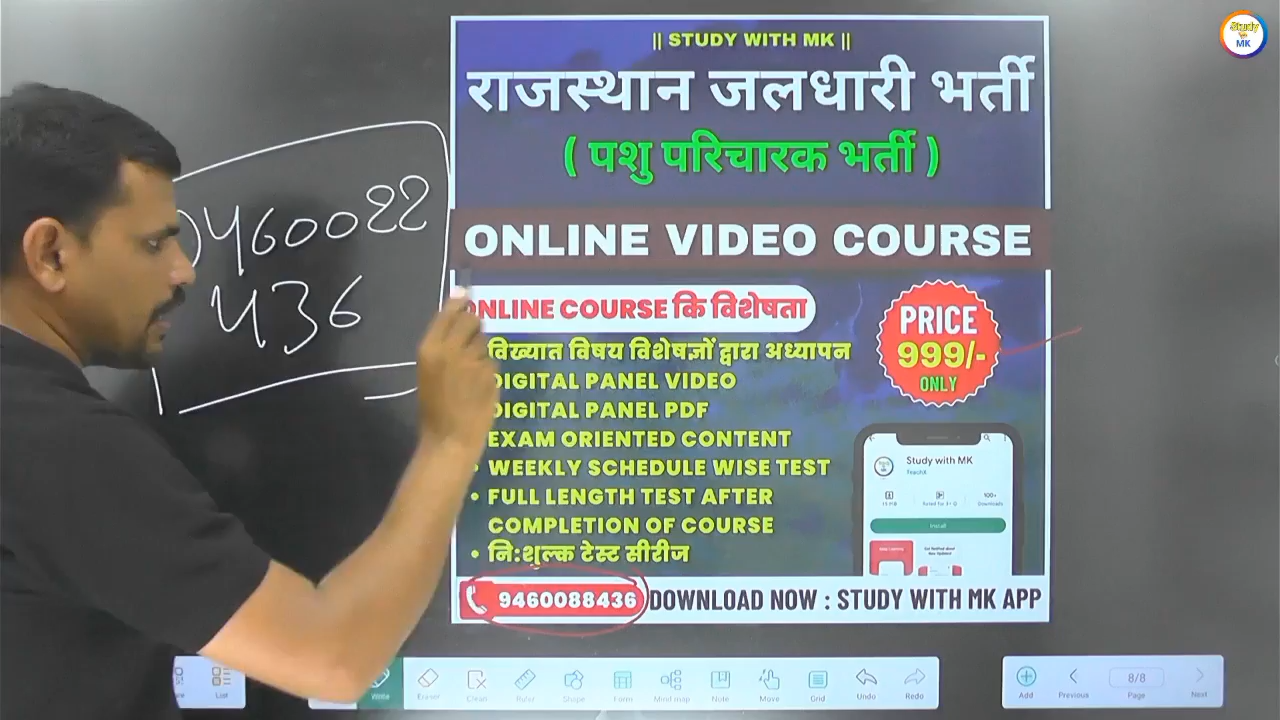 Study
MK
|| STUDY WITH MK ||
राजस्थान जलधारी भर्ती
( पशु परिचारक भर्ती )
460022
436
ONLINE VIDEO COURSE
ONLINE COURSE कि विशेषता
विख्यात विषय विशेषज्ञों द्वारा अध्यापन
DIGITAL PANEL VIDEO
DIGITAL PANEL PDF
EXAM ORIENTED CONTENT
• WEEKLY SCHEDULE WISE TEST
• FULL LENGTH TEST AFTER
COMPLETION OF COURSE
• नि:शुल्क टेस्ट सीरीज
PRICE
999/-
ONLY
Study with MK
100+
Downloads
Install
9460088436
DOWNLOAD NOW : STUDY WITH MK APP
List
Write
Eraser
Clean
Ruler
Shape
Form
Mind map
Note
Move
Grid
Undo
Redo
Add
Previous
8/8
Page
Next